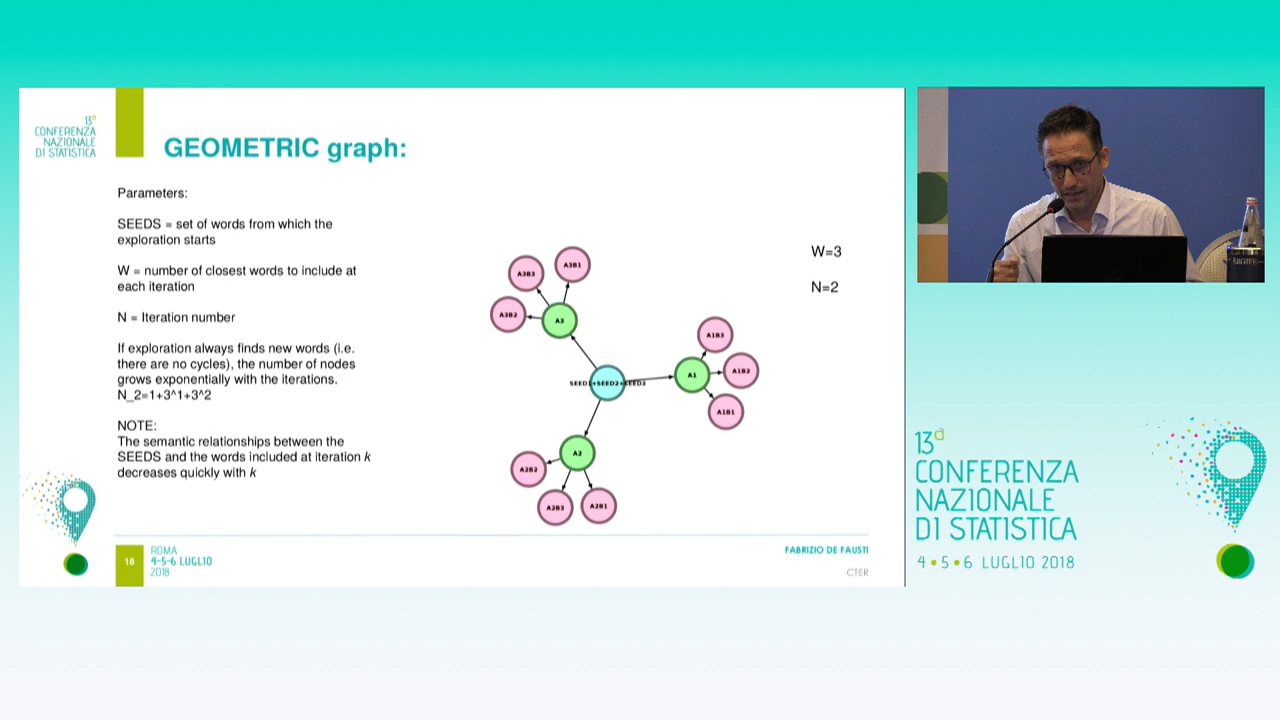 13a
CONFERENZA
NAZIONALE
DI STATISTICA
GEOMETRIC graph:
Parameters:
SEEDS = set of words from which the
exploration starts
W = number of closest words to include at
each iteration
N = Iteration number
If exploration always finds new words (i.e.
there are no cycles), the number of nodes
grows exponentially with the iterations.
N_2=1+3^1+3^2
NOTE:
The semantic relationships between the
SEEDS and the words included at iteration k
decreases quickly with k
W=3
N=2
A3B1
A3B3
A3B2
A3
A1B3
A1B2
A1
A1B1
SEED1+SEED2+SEED3
A2
A2B2
A2B3
A2B1
18
ROMA
4-5-6 LUGLIO
2018
FABRIZIO DE FAUSTI
CTER
13a
CONFERENZA
NAZIONALE
DI STATISTICA
4•5•6 LUGLIO 2018